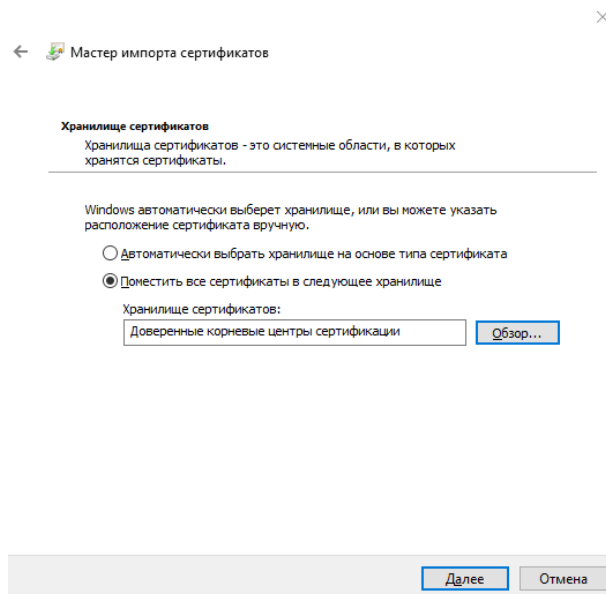 Мастер импорта сертификатов
Хранилище сертификатов
Хранилища сертификатов - это системные области, в которых
хранятся сертификаты.
Windows автоматически выберет хранилище, или вы можете указать
расположение сертификата вручную.
Автоматически выбрать хранилище на основе типа сертификата
Поместить все сертификаты в следующее хранилище
Хранилище сертификатов:
Доверенные корневые центры сертификации
Обзор...
Далее
Отмена